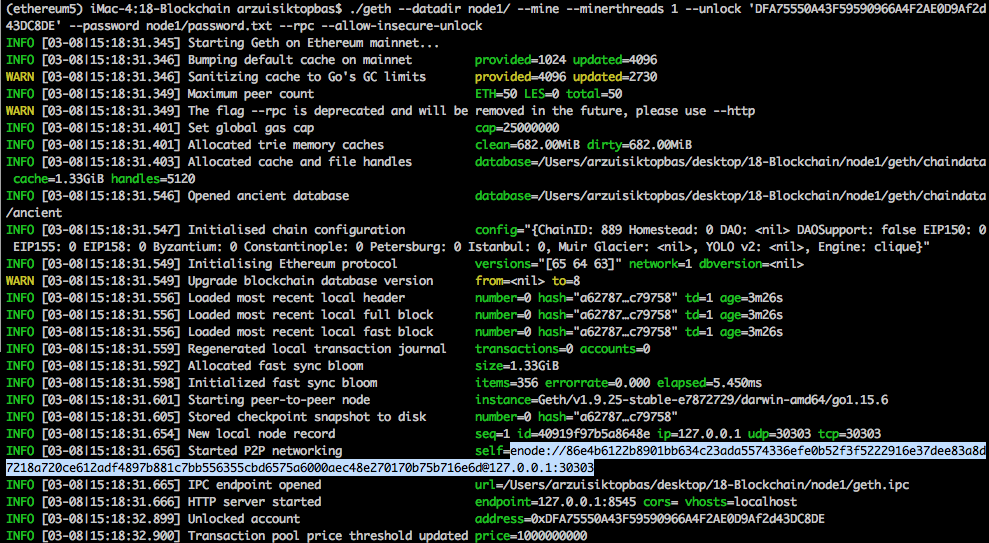 (ethereum5) iMac-4:18-Blockchain arzuisiktopbas$ ./geth --datadir node1/ --mine --minerthreads 1 --unlock 'DFA75550A43F59590966A4F2AE0D9Af2d
43DC8DE' --password node1/password.txt --rpc --allow-insecure-unlock
INFO [03-08|15:18:31.345] Starting Geth on Ethereum mainnet...
INFO [03-08|15:18:31.346] Bumping default cache on mainnet provided=1024 updated=4096
WARN [03-08|15:18:31.346] Sanitizing cache to Go's GC limits provided=4096 updated=2730
INFO [03-08|15:18:31.349] Maximum peer count ETH=50 LES=0 total=50
WARN [03-08|15:18:31.349] The flag --rpc is deprecated and will be removed in the future, please use --http
INFO [03-08|15:18:31.401] Set global gas cap cap=25000000
INFO [03-08|15:18:31.401] Allocated trie memory caches clean=682.00MiB dirty=682.00MiB
INFO [03-08|15:18:31.403] Allocated cache and file handles database=/Users/arzuisiktopbas/desktop/18-Blockchain/node1/geth/chaindata
cache=1.33GiB handles=5120
INFO [03-08|15:18:31.546] Opened ancient database database=/Users/arzuisiktopbas/desktop/18-Blockchain/node1/geth/chaindata
/ancient
INFO [03-08|15:18:31.547] Initialised chain configuration config="{ChainID: 889 Homestead: 0 DAO: <nil> DAOSupport: false EIP150: 0
EIP155: 0 EIP158: 0 Byzantium: 0 Constantinople: 0 Petersburg: 0 Istanbul: 0, Muir Glacier: <nil>, YOLO v2: <nil>, Engine: clique}"
INFO [03-08|15:18:31.549] Initialising Ethereum protocol versions="[65 64 63]" network=1 dbversion=<nil>
WARN [03-08|15:18:31.549] Upgrade blockchain database version from=<nil> to=8
INFO [03-08|15:18:31.556] Loaded most recent local header number=0 hash="a62787…c79758" td=1 age=3m26s
INFO [03-08|15:18:31.556] Loaded most recent local full block number=0 hash="a62787…c79758" td=1 age=3m26s
INFO [03-08|15:18:31.556] Loaded most recent local fast block number=0 hash="a62787…c79758" td=1 age=3m26s
INFO [03-08|15:18:31.559] Regenerated local transaction journal transactions=0 accounts=0
INFO [03-08|15:18:31.592] Allocated fast sync bloom size=1.33GiB
INFO [03-08|15:18:31.598] Initialized fast sync bloom items=356 errorrate=0.000 elapsed=5.450ms
INFO [03-08|15:18:31.601] Starting peer-to-peer node instance=Geth/v1.9.25-stable-e7872729/darwin-amd64/go1.15.6
INFO [03-08|15:18:31.605] Stored checkpoint snapshot to disk number=0 hash="a62787…c79758"
INFO [03-08|15:18:31.654] New local node record seq=1 id=40919f97b5a8648e ip=127.0.0.1 udp=30303 tcp=30303
INFO [03-08|15:18:31.656] Started P2P networking self=enode://86e4b6122b8901bb634c23ada5574336efe0b52f3f5222916e37dee83a8d
7218a720ce612adf4897b881c7bb556355cbd6575a6000aec48e270170b75b716e6d@127.0.0.1:30303
INFO [03-08|15:18:31.665] IPC endpoint opened url=/Users/arzuisiktopbas/desktop/18-Blockchain/node1/geth.ipc
INFO [03-08|15:18:31.666] HTTP server started endpoint=127.0.0.1:8545 cors= vhosts=localhost
INFO [03-08|15:18:32.899] Unlocked account address=0xDFA75550A43F59590966A4F2AE0D9Af2d43DC8DE
INFO [03-08|15:18:32.900] Transaction pool price threshold updated price=1000000000